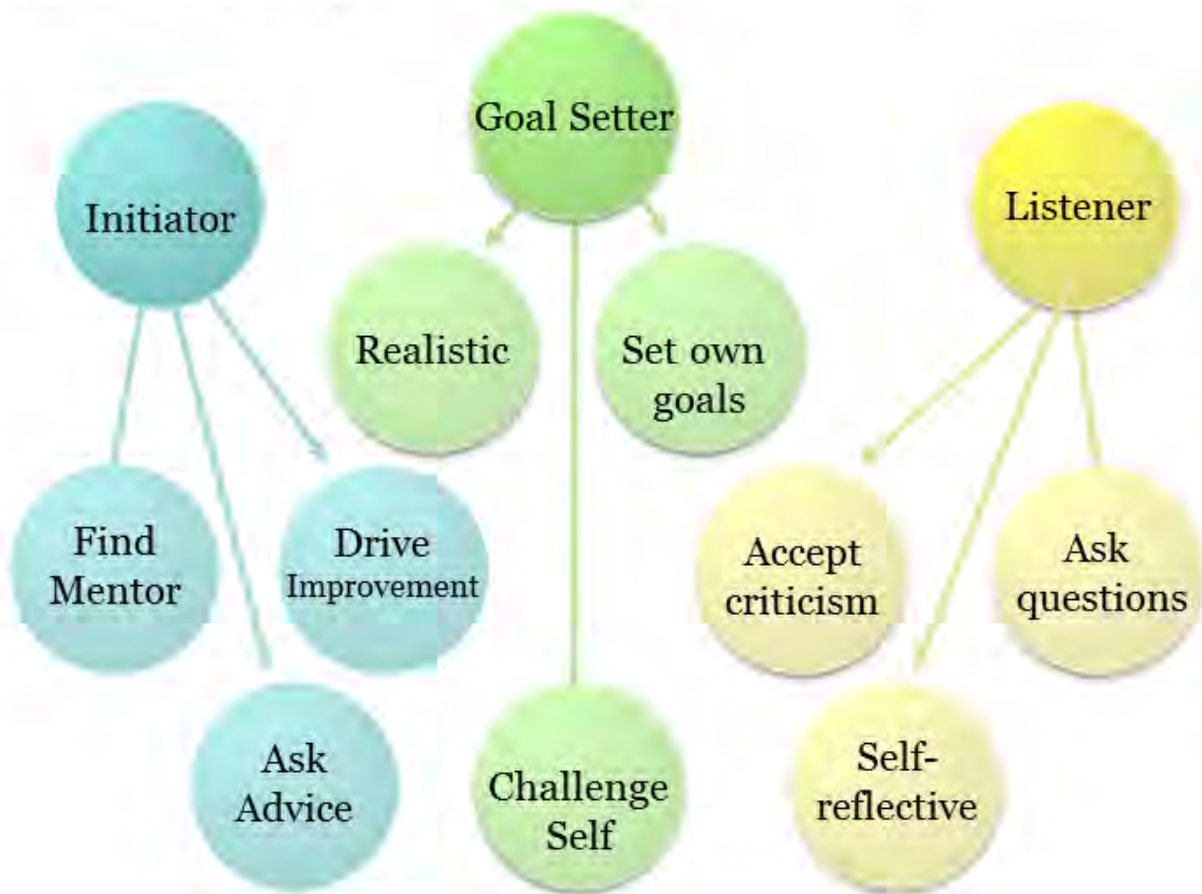 Goal Setter
Initiator
Listener
Realistic
Set own
goals
Find
Mentor
Drive
Improvement
Accept
criticism
Ask
questions
Ask
Advice
Challenge
Self
Self-
reflective